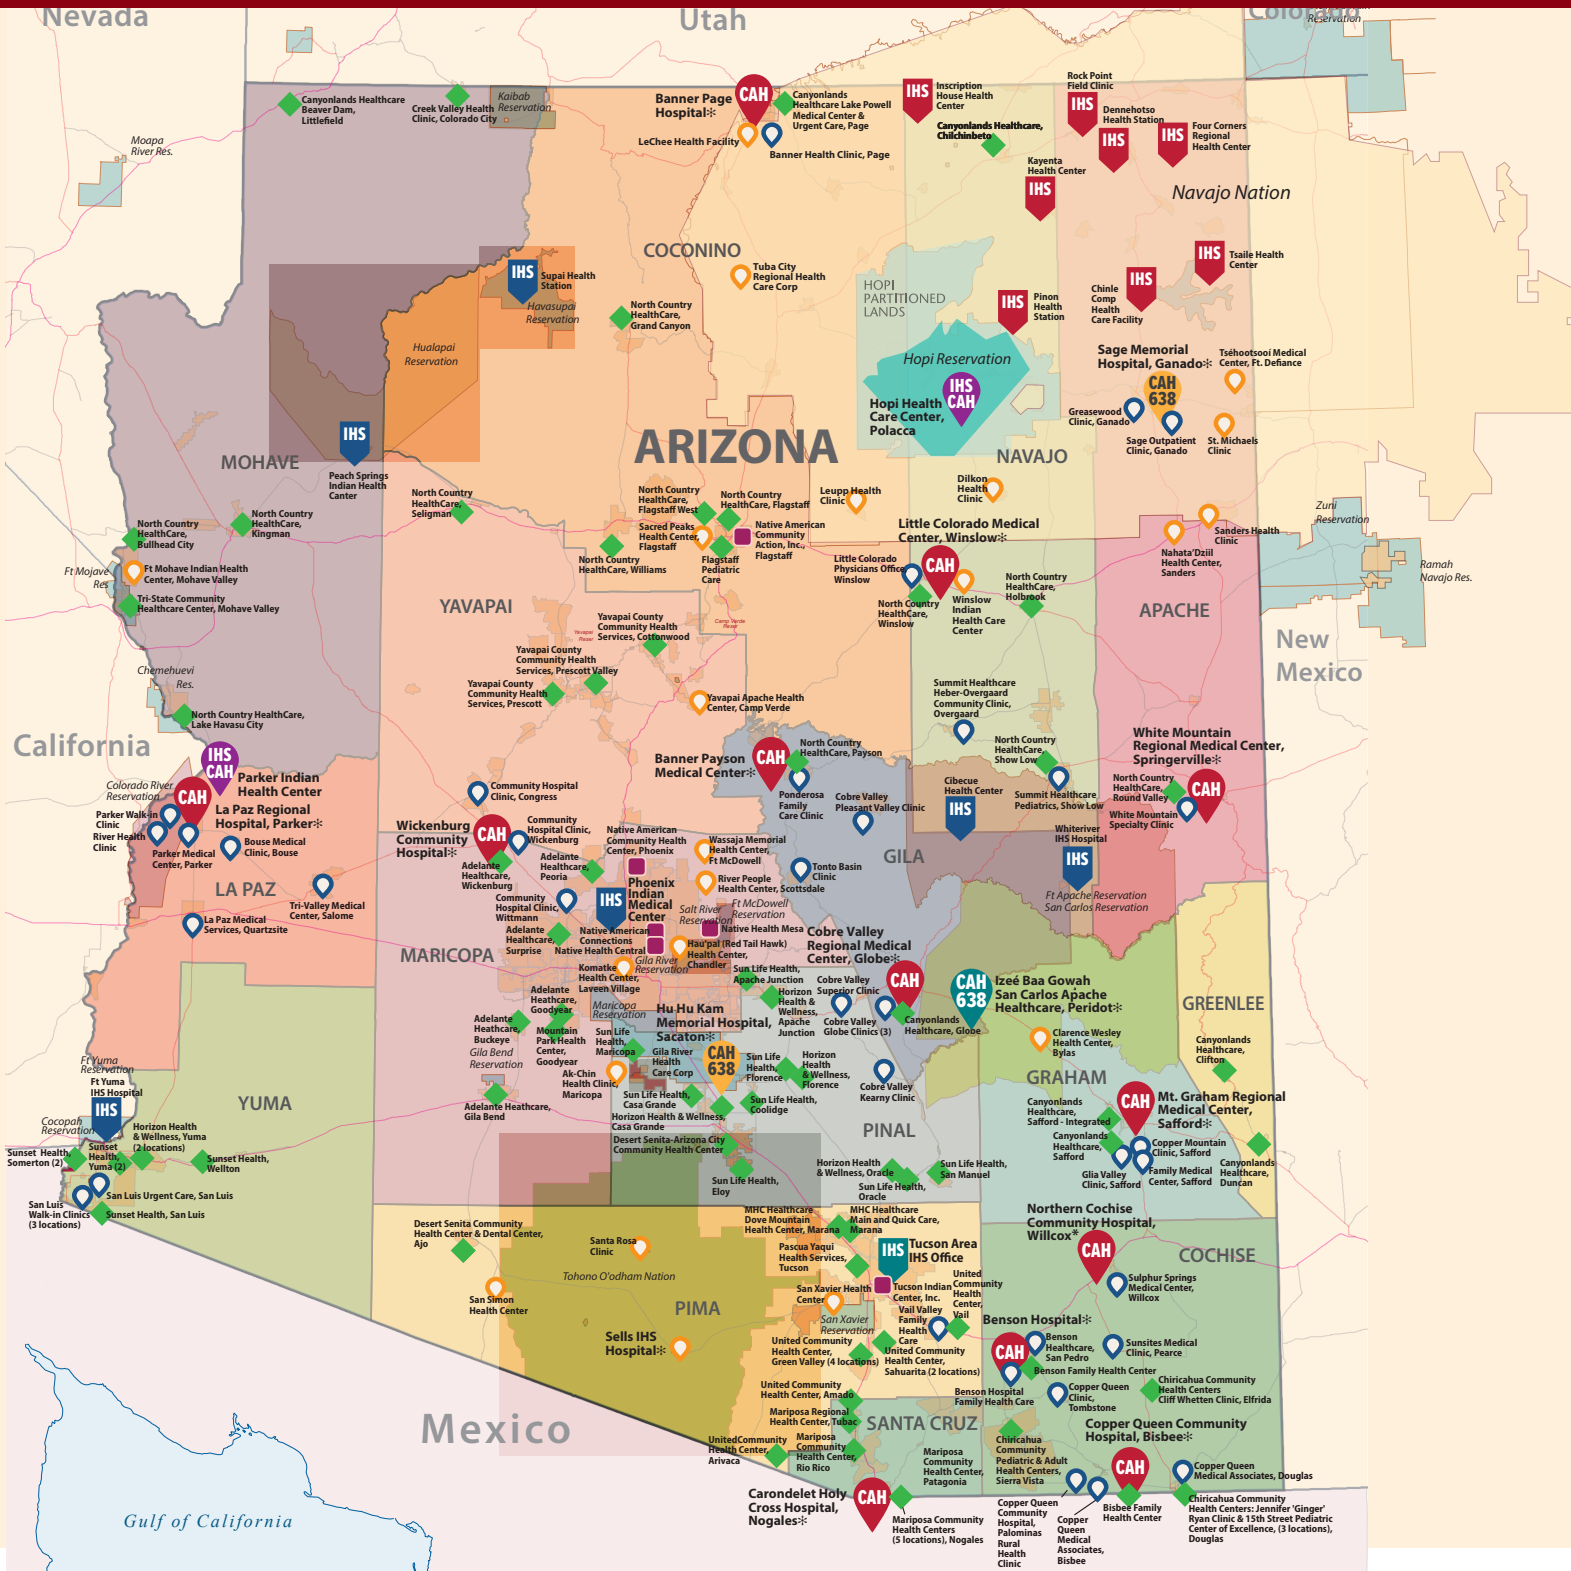 Nevada
Utah
Colorado
Reservation
Canyonlands Healthcare
Beaver Dam,
Littlefield
Creek Valley Health
Clinic, Colorado City
Kaibab
Reservation
Banner Page
Hospital*
CAH
Canyonlands
Healthcare Lake Powell
Medical Center &
Urgent Care, Page
LeChee Health Facility
Banner Health Clinic, Page
IHS
Inscription
House Health
Center
Canyonlands Healthcare,
Chilchinbeto
Rock Point
Field Clinic
IHS
Dennehotso
Health Station
IHS
IHS
Four Corners
Regional
Health Center
Kayenta
Health Center
IHS
Navajo Nation
Moapa
River Res.
COCONINO
Tuba City
Regional Health
Care Corp
IHS
Supai Health
Station
Havasupai
Reservation
North Country
HealthCare,
Grand Canyon
Hualapai
Reservation
HOPI
PARTITIONED
LANDS
IHS
Pinon
Health
Station
IHS
Chinle
Comp
Health
Care Facility
IHS
Tsaile Health
Center
Hopi Reservation
IHS
CAH
Hopi Health
Care Center,
Polacca
Sage Memorial
Hospital, Ganado*
CAH
638
Tséhootsooí Medical
Center, Ft. Defiance
Greasewood
Clinic, Ganado
Sage Outpatient
Clinic, Ganado
St. Michaels
Clinic
ARIZONA
NAVAJO
MOHAVE
IHS
Peach Springs
Indian Health
Canter
North Country
HealthCare,
Seligman
North Country
HealthCare,
Kingman
North Country
HealthCare,
Bullhead City
Ft Mojave
Res
Ft Mohave Indian Health
Center, Mohave Valley
Tri-State Community
Healthcare Center, Mohave Valley
North Country
HealthCare,
Flagstaff West
North Country
HealthCare, Flagstaff
Sacred Peaks
Health Center,
Flagstaff
Native American
Community
Action, Inc.,
Flagstaff
Flagstaff
Pediatric
Care
North Country
HealthCare, Williams
Leupp Health
Clinic
Dilkon
Health
Clinic
Little Colorado Medical
Center, Winslow*
CAH
Little Colorado
Physicians Office
Winslow
North Country
HealthCare,
Winslow
Winslow
Indian
Health Care
Center
North Country
HealthCare,
Holbrook
Sanders Health
Clinic
Nahata'Dziil
Health Center,
Sanders
Zuni
Reservation
Ramah
Navajo Res.
APACHE
New
Mexico
YAVAPAI
Yavapai County
Community Health
Services, Cottonwood
Yavapai
Reser
Camp Verde
Reser
Yavapai County
Community Health
Services, Prescott Valley
Yavapai County
Community Health
Services, Prescott
Yavapai Apache Health
Center, Camp Verde
Chemehuevi
Res.
North Country HealthCare,
Lake Havasu City
California
Summit Healthcare
Heber-Overgaard
Community Clinic,
Overgaard
North Country
HealthCare,
Show Low
Summit Healthcare
Pediatrics, Show Low
White Mountain
Regional Medical Center,
Springerville*
CAH
North Country
HealthCare,
Round Valley
White Mountain
Specialty Clinic
IHS
CAH
Parker Indian
Health Center
Colorado River
Reservation
CAH
La Paz Regional
Hospital, Parker*
Parker Walk-in
Clinic
River Health
Clinic
Parker Medical
Center, Parker
Bouse Medical
Clinic, Bouse
LA PAZ
Tri-Valley Medical
Center, Salome
La Paz Medical
Services, Quartzsite
Banner Payson
Medical Center*
CAH
North Country
HealthCare, Payson
Ponderosa
Family
Care Clinic
Cobre Valley
Pleasant Valley Clinic
Cibecue
Health Center
IHS
Whiteriver
IHS Hospital
IHS
Ft Apache Reservation
San Carlos Reservation
GILA
Tonto Basin
Clinic
Community Hospital
Clinic, Congress
Wickenburg
Community
Hospital*
CAH
Community
Hospital Clinic,
Wickenburg
Adelante
Healthcare,
Wickenburg
Adelante
Healthcare,
Peoria
Native American
Community Health
Center, Phoenix
Wassaja Memorial
Health Center,
Ft McDowell
River People
Health Center, Scottsdale
Community
Hospital Clinic,
Wittmann
IHS
Phoenix
Indian
Medical
Center
Salt River
Reservation
Ft McDowell
Reservation
Adelante
Healthcare,
Surprise
Native American
Connections
Native Health Central
Native Health Mesa
Hau'pal (Red Tail Hawk)
Health Center,
Chandler
MARICOPA
Komatke
Health Center,
Laveen Village
Gila River
Reservation
Cobre Valley
Regional Medical
Center, Globe*
CAH
Sun Life Health,
Apache Junction
Horizon
Health &
Wellness,
Apache
Junction
Cobre Valley
Superior Clinic
Cobre Valley
Globe Clinics (3)
Canyonlands
Healthcare, Globe
CAH
638
Izeé Baa Gowah
San Carlos Apache
Healthcare, Peridot*
Clarence Wesley
Health Center,
Bylas
GREENLEE
Canyonlands
Healthcare,
Clifton
GRAHAM
Adelante
Heathcare,
Goodyear
Adelante
Heathcare,
Buckeye
Mountain
Park Health
Center,
Goodyear
Maricopa
Reservation
Sun Life
Health,
Maricopa
Hu Hu Kam
Memorial Hospital,
Sacaton*
CAH
638
Gila River
Health
Care Corp
Gila Bend
Reservation
Ak-Chin
Health Clinic,
Maricopa
Sun Life
Health,
Florence
Horizon
Health
& Wellness,
Florence
Cobre Valley
Kearny Clinic
Adelante Heathcare,
Gila Bend
Sun Life Health,
Casa Grande
Sun Life Health,
Coolidge
Horizon Health & Wellness,
Casa Grande
Desert Senita-Arizona City
Community Health Center
PINAL
Sun Life Health,
Eloy
Horizon Health
& Wellness, Oracle
Sun Life Health,
Oracle
Sun Life Health,
San Manuel
Canyonlands
Healthcare,
Safford - Integrated
CAH
Mt. Graham Regional
Medical Center,
Safford*
Canyonlands
Healthcare,
Safford
Copper Mountain
Clinic, Safford
Glia Valley
Clinic, Safford
Family Medical
Center, Safford
Canyonlands
Healthcare,
Duncan
Ft Yuma
Reservation
Ft Yuma
IHS Hospital
IHS
Cocopah
Reservation
YUMA
Horizon Health
& Wellness, Yuma
(2 locations)
Sunset Health,
Somerton (2)
Sunset
Health,
Yuma (2)
Sunset Health,
Wellton
San Luis Urgent Care, San Luis
San Luis
Walk-in Clinics
(3 locations)
Sunset Health, San Luis
Desert Senita Community
Health Center & Dental Center,
Ajo
San Simon
Health Center
Santa Rosa
Clinic
Tohono O'odham Nation
PIMA
Sells IHS
Hospital*
MHC Healthcare
Dove Mountain
Health Center, Marana
MHC Healthcare
Main and Quick Care,
Marana
Pascua Yaqui
Health Services,
Tucson
IHS
Tucson Area
IHS Office
Tucson Indian
Center, Inc.
San Xavier Health
Center
San Xavier
Reservation
United
Community
Health
Center,
Vail
Vail Valley
Family
Health
Care
United Community
Health Center,
Green Valley (4 locations)
United Community
Health Center,
Sahuarita (2 locations)
United Community
Health Center, Amado
Mariposa Regional
Health Center, Tubac
UnitedCommunity
Health Center,
Arivaca
Mariposa
Community
Health Center,
Rio Rico
SANTA CRUZ
Mariposa
Community
Health Center,
Patagonia
Carondelet Holy
Cross Hospital,
Nogales*
CAH
Mariposa Community
Health Centers
(5 locations), Nogales
Northern Cochise
Community Hospital,
Willcox*
CAH
COCHISE
Sulphur Springs
Medical Center,
Willcox
Benson Hospital*
CAH
Benson
Healthcare,
San Pedro
Benson Family Health Center
Benson Hospital
Family Health Care
Sunsites Medical
Clinic, Pearce
Copper Queen
Clinic,
Tombstone
Chiricahua Community
Health Centers
Cliff Whetten Clinic, Elfrida
Copper Queen Community
Hospital, Bisbee*
CAH
Chiricahua
Community
Pediatric & Adult
Health Centers,
Sierra Vista
Copper Queen
Medical Associates, Douglas
Copper Queen
Community
Hospital,
Palominas
Rural
Health
Clinic
Copper
Queen
Medical
Associates,
Bisbee
Bisbee Family
Health Center
Chiricahua Community
Health Centers: Jennifer 'Ginger'
Ryan Clinic & 15th Street Pediatric
Center of Excellence, (3 locations),
Douglas
Mexico
Gulf of California